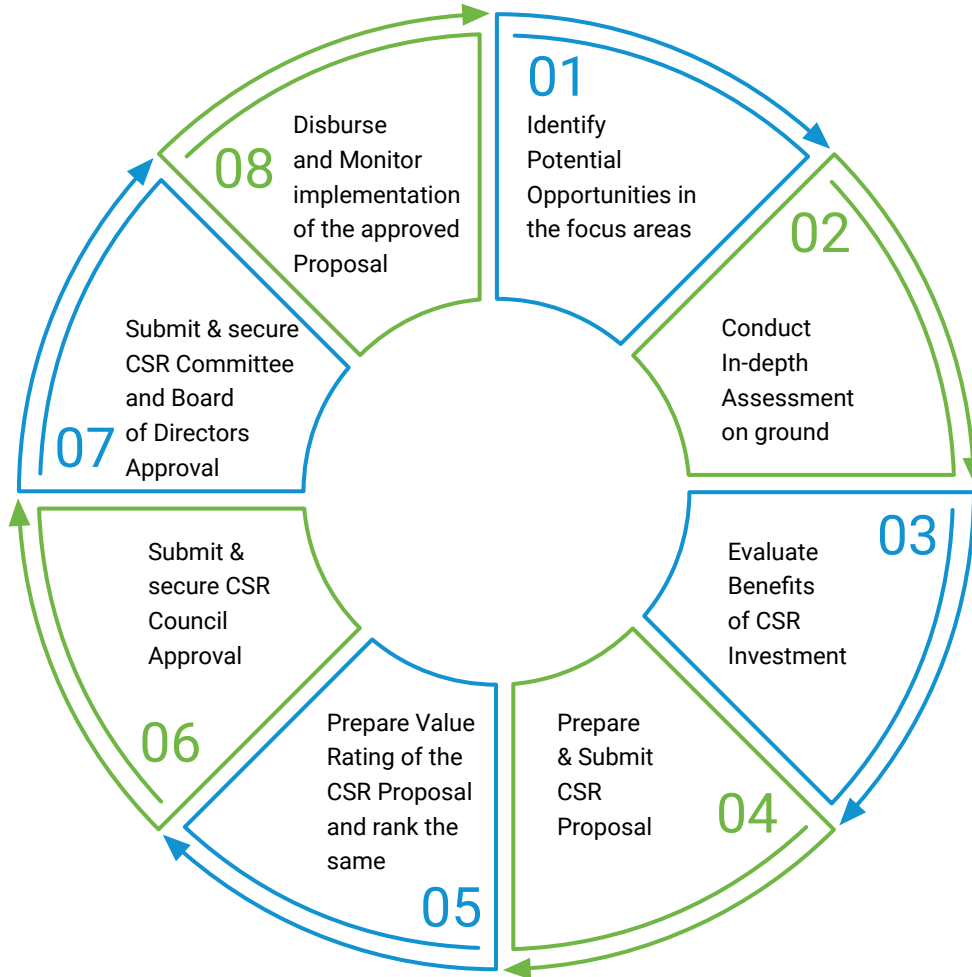 01
Identify
Potential
Opportunities in
the focus areas
02
Conduct
In-depth
Assessment
on ground
03
Evaluate
Benefits
of CSR
Investment
04
Prepare
& Submit
CSR
Proposal
05
Prepare Value
Rating of the
CSR Proposal
and rank the
same
06
Submit &
secure CSR
Council
Approval
07
Submit & secure
CSR Committee
and Board
of Directors
Approval
08
Disburse
and Monitor
implementation
of the approved
Proposal